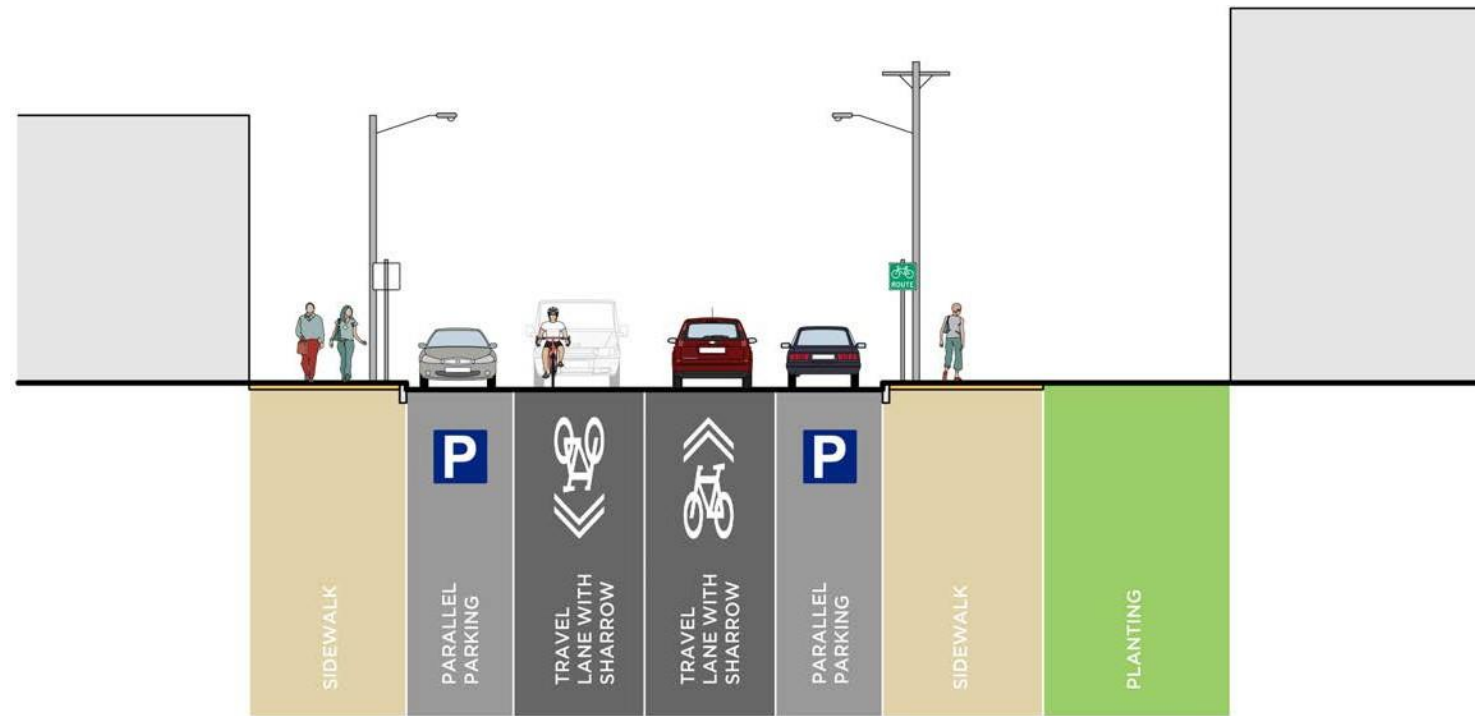 ROUTE
P
P
SIDEWALK
PARALLEL
PARKING
TRAVEL
LANE WITH
SHARROW
TRAVEL
LANE WITH
SHARROW
PARALLEL
PARKING
SIDEWALK
PLANTING